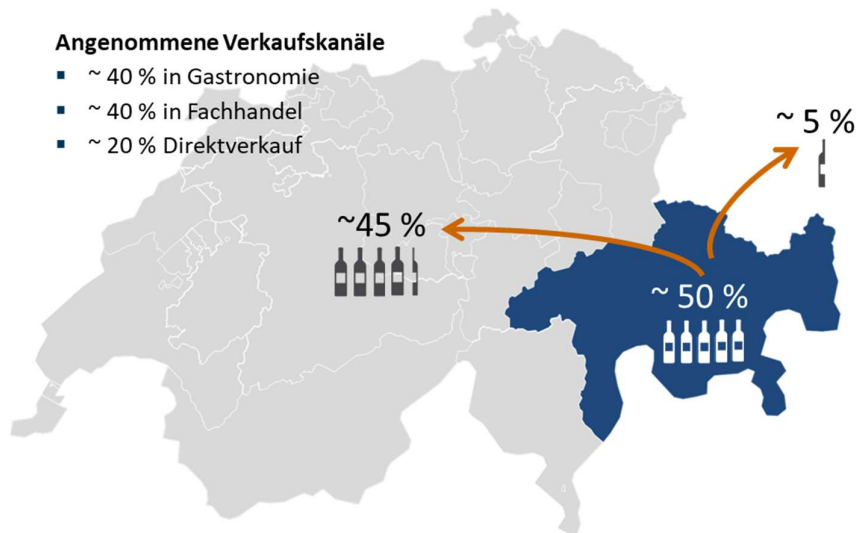 Angenommene Verkaufskanäle
▪ ~ 40 % in Gastronomie
▪ ~ 40 % in Fachhandel
▪ ~ 20 % Direktverkauf
~ 5 %
~45 %
~ 50 %